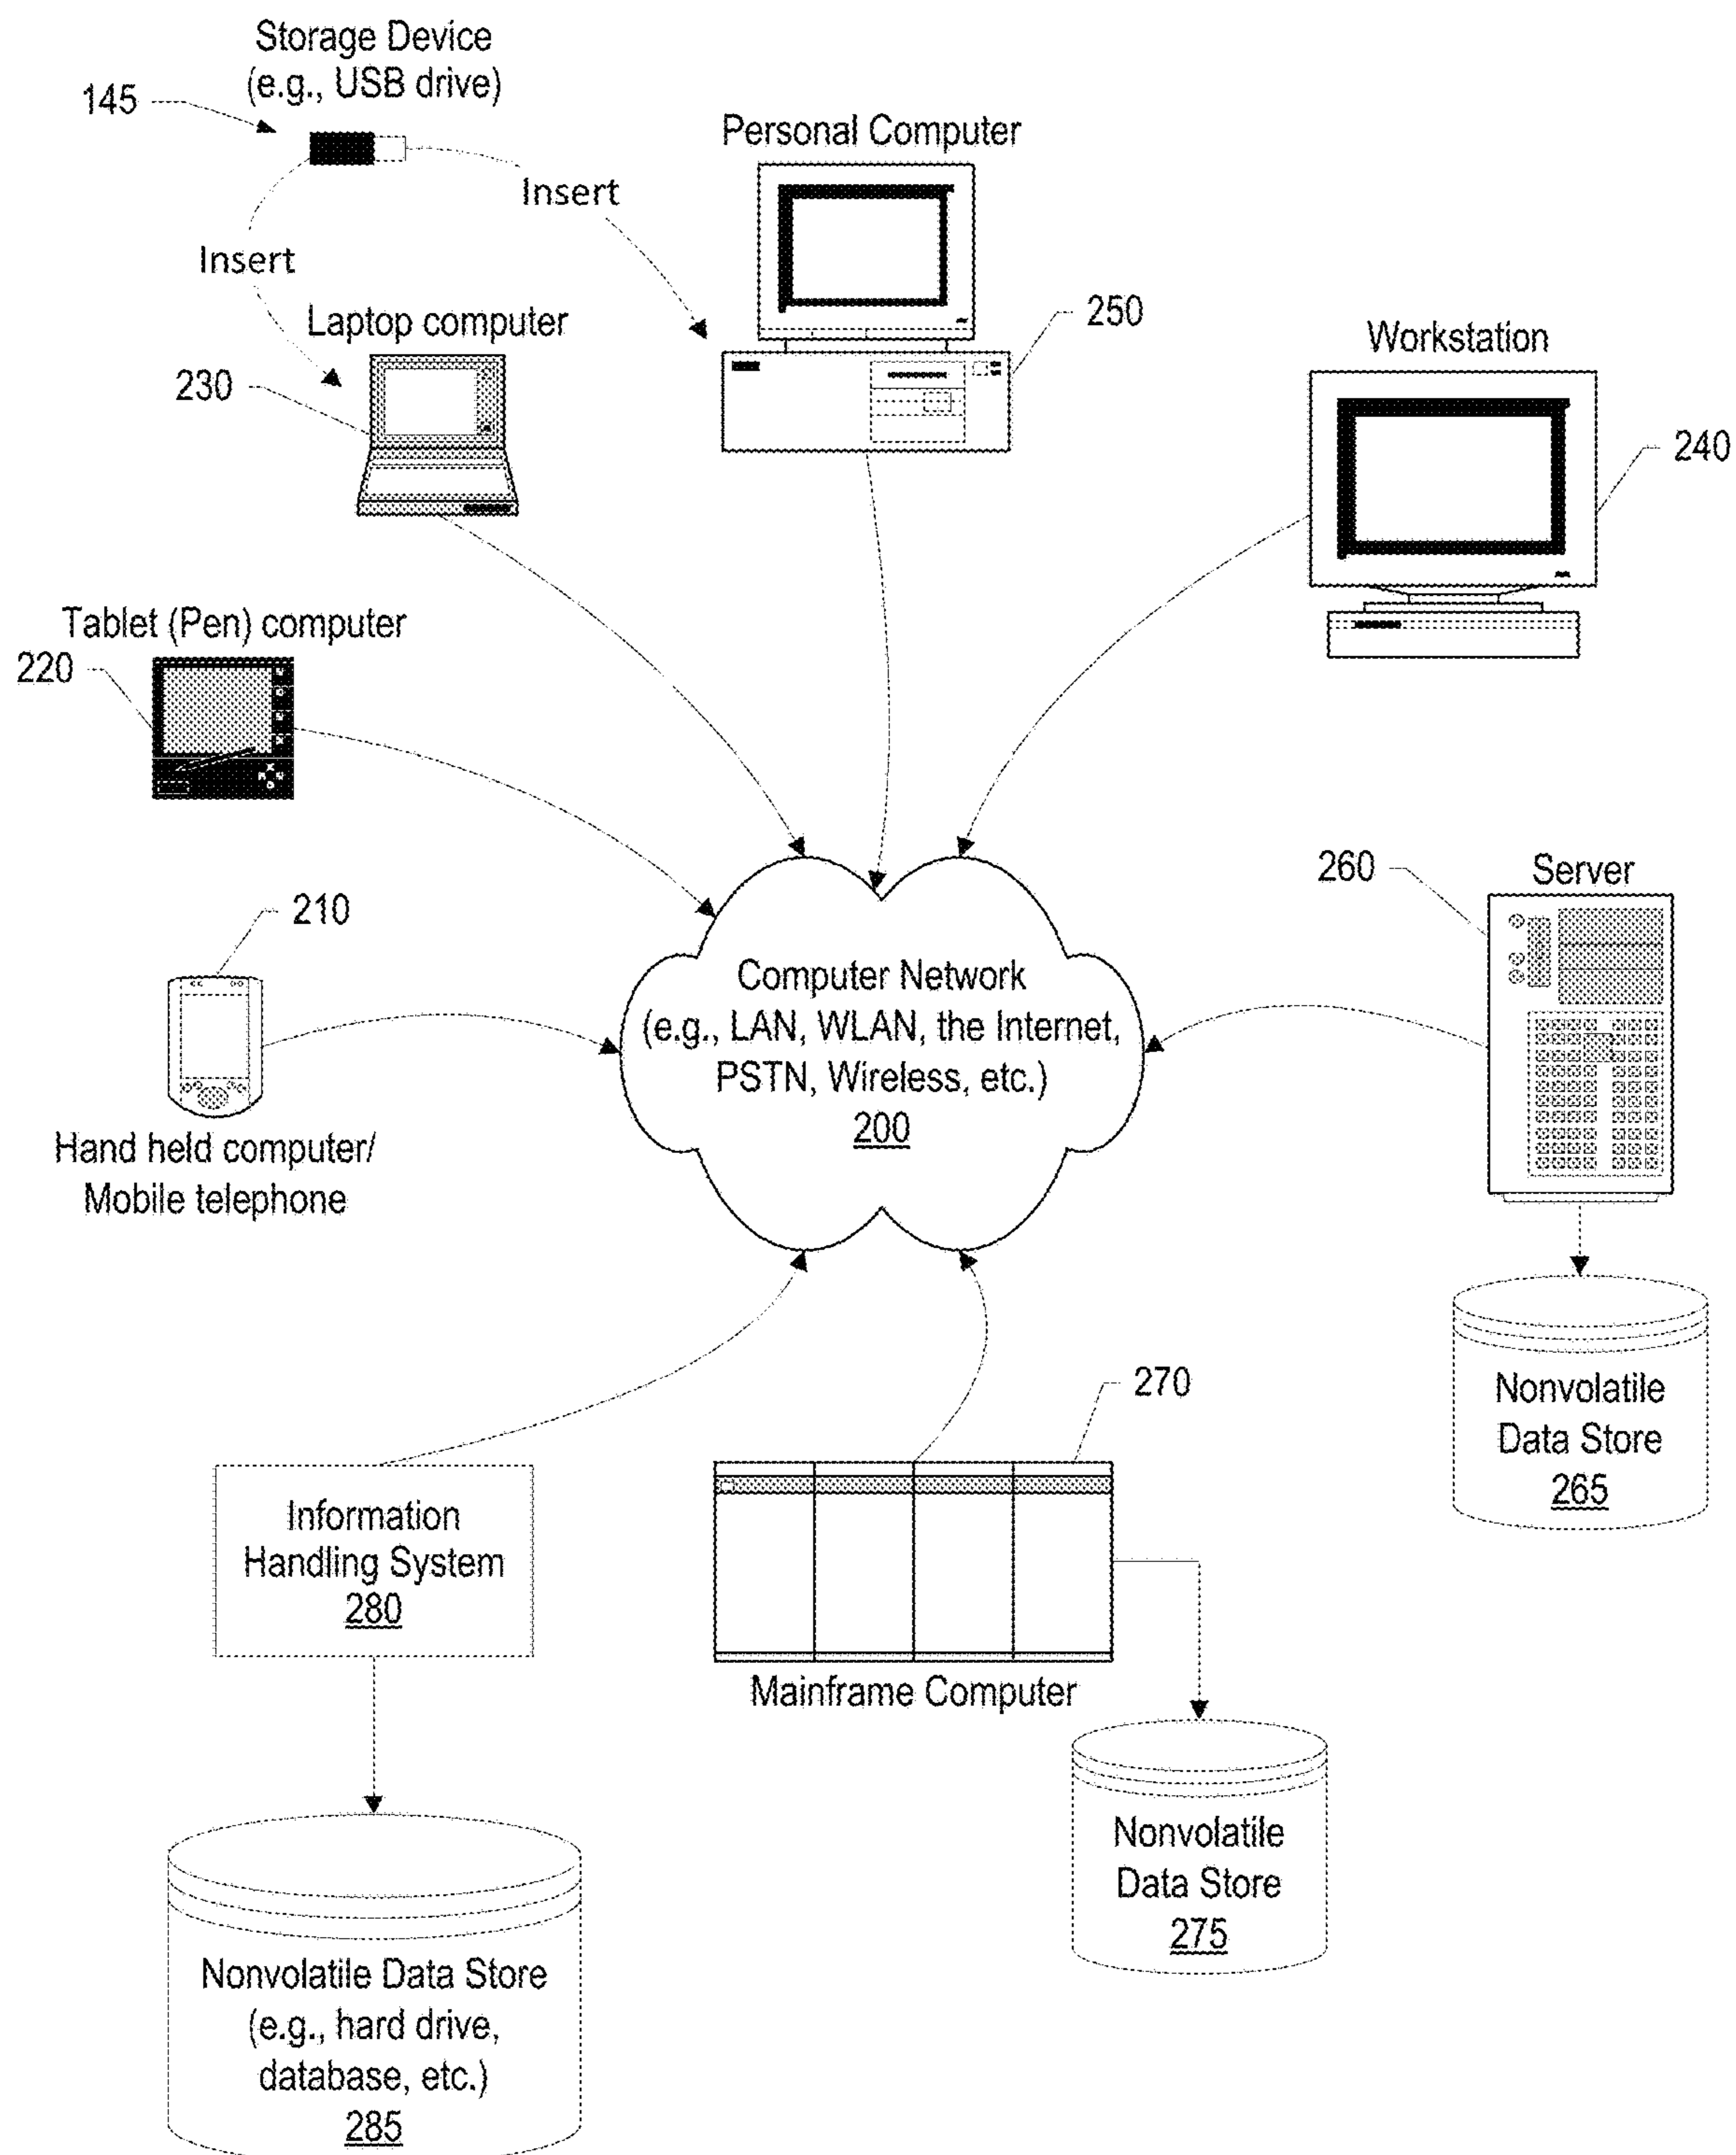 Storage Device
(e.g., USB drive)
145
Insert
Insert
Personal Computer
250
Laptop computer
230
Workstation
240
Tablet (Pen) computer
220
210
Hand held computer/
Mobile telephone
Computer Network
(e.g., LAN, WLAN, the Internet,
PSTN, Wireless, etc.)
200
260
Server
Nonvolatile
Data Store
265
270
Mainframe Computer
Nonvolatile
Data Store
275
Information
Handling System
280
Nonvolatile Data Store
(e.g., hard drive,
database, etc.)
285